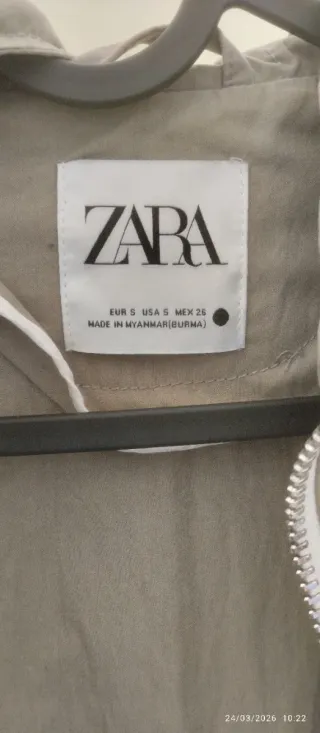 ZARA
EUR S USA S MEX 26
MADE IN MYANMAR(BURMA)
24/03/2026 10:22